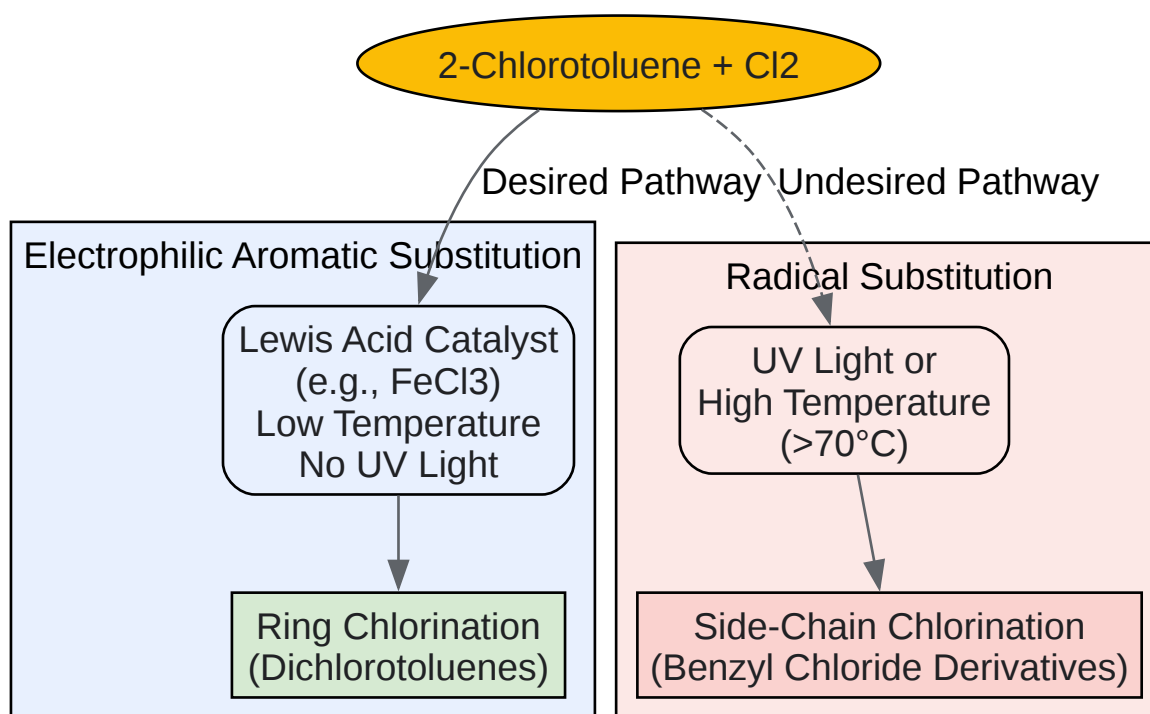 2-Chlorotoluene + Cl2
Desired Pathway
Undesired Pathway
Electrophilic Aromatic Substitution
Lewis Acid Catalyst
(e.g., FeCl3)
Low Temperature
No UV Light
Ring Chlorination
(Dichlorotoluenes)
Radical Substitution
UV Light or
High Temperature
(>70°C)
Side-Chain Chlorination
(Benzyl Chloride Derivatives)